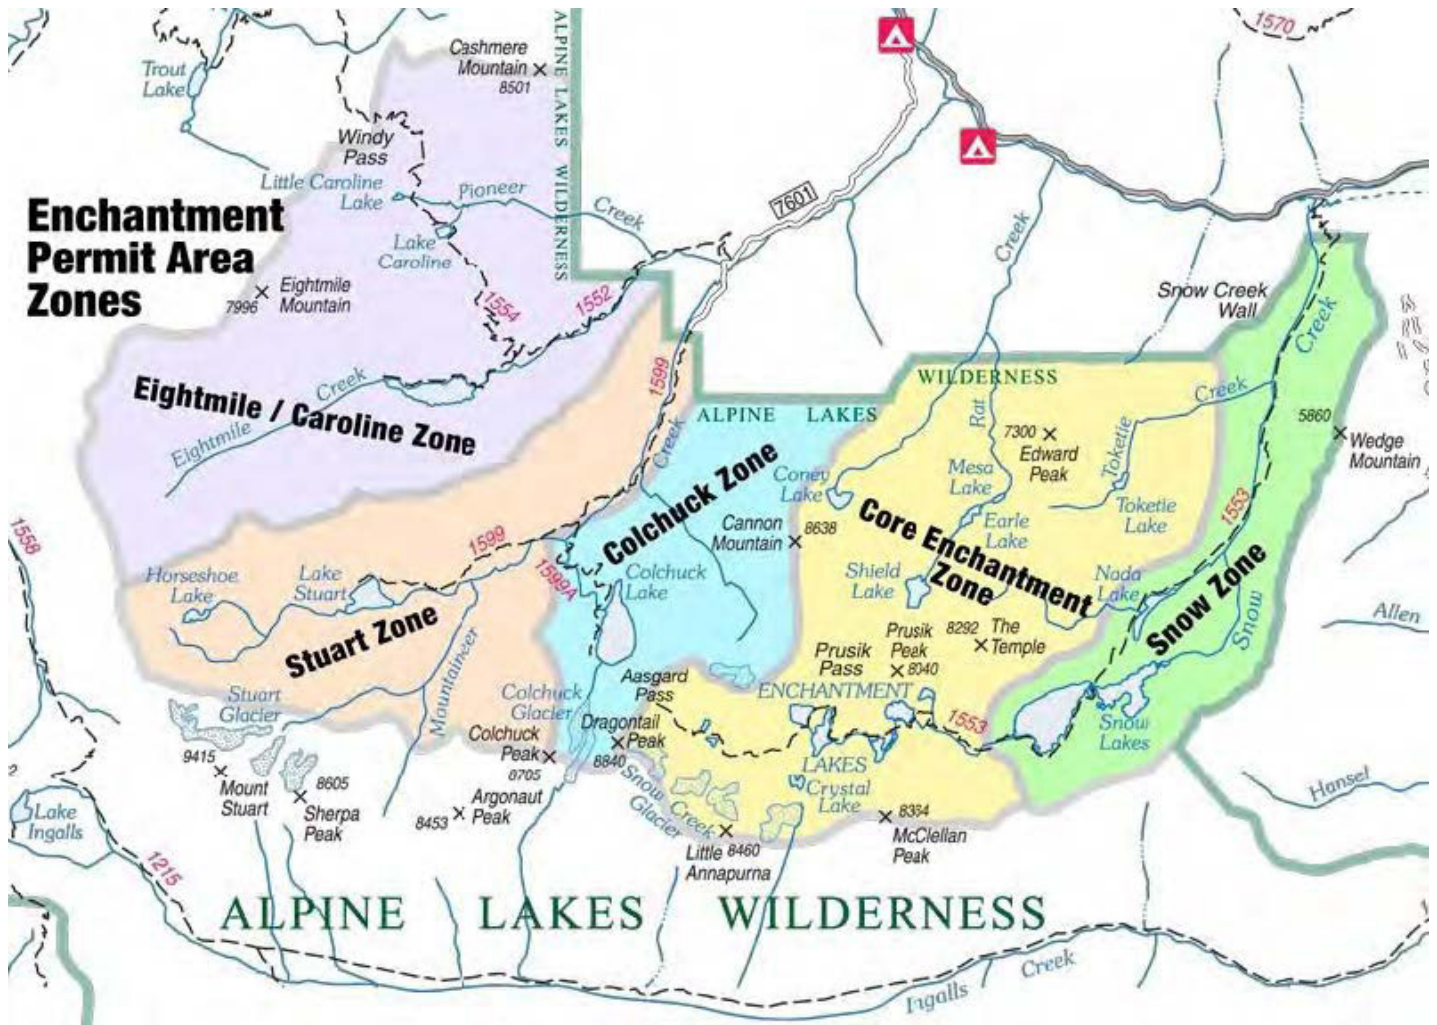 Enchantment
Permit Area
Zones
1570
Cashmere
Mountain
8501
ALPINE LAKES WILDERNESS
Trout
Lake
Windy
Pass
Little Caroline
Lake
Pioneer
Creek
Lake
Caroline
7601
Creek
Eightmile
Mountain
7996
1554
1552
Snow Creek
Wall
Creek
Eightmile / Caroline Zone
Eightmile
Creek
1599
Creek
WILDERNESS
ALPINE LAKES
Creek
5860
Wedge
Mountain
Rat
7300
Edward
Peak
Toketie
Colchuck Zone
Coney
Lake
Mesa
Lake
Toketie
Lake
Earle
Lake
Core Enchantment
Zone
Cannon
Mountain
8638
1553
1558
1599
1599A
Horseshoe
Lake
Lake
Stuart
Colchuck
Lake
Shield
Lake
Nada
Lake
Snow Zone
Snow
Allen
Stuart Zone
Mountaineer
Prusik
Peak
8040
8292
The
Temple
Prusik
Pass
Aasgard
Pass
ENCHANTMENT
LAKES
1553
Snow
Lakes
Stuart
Glacier
Colchuck
Glacier
Colchuck
Peak
8705
Dragontail
Peak
8840
9415
Mount
Stuart
8605
Sherpa
Peak
8453
Argonaut
Peak
Snow Creek
Glacier
Crystal
Lake
8364
McClellan
Peak
Little
Annapurna
8460
Hansel
Lake
Ingalls
1215
ALPINE LAKES WILDERNESS
Ingalls
Creek